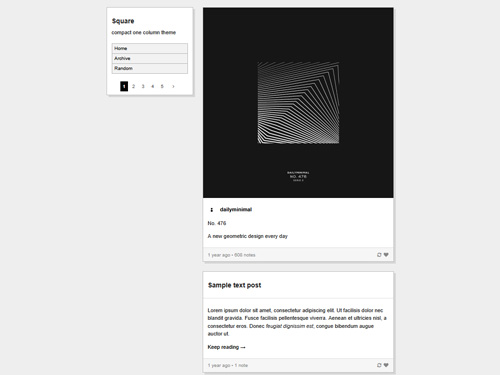 Square
compact one column theme
Home
Archive
Random
1 2 3 4 5 ›
DAILYMINIMAL
NO. 476
dailyminimal
No. 476
A new geometric design every day
1 year ago • 608 notes
Sample text post
Lorem ipsum dolor sit amet, consectetur adipiscing elit. Ut facilisis dolor nec
blandit gravida. Fusce facilisis pellentesque viverra. Aenean et ultricies nisl, a
consectetur eros. Donec feugiat dignissim est, congue bibendum augue
auctor ut.
Keep reading →
1 year ago • 1 note